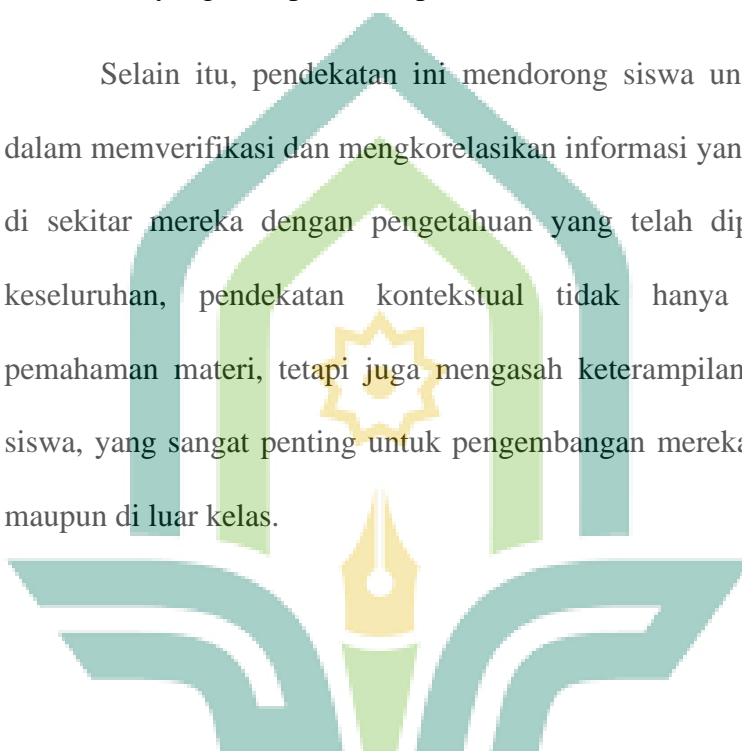 Selain itu, pendekatan ini mendorong siswa un
dalam memverifikasi dan mengkorelasikan informasi yan
di sekitar mereka dengan pengetahuan yang telah dip
keseluruhan, pendekatan kontekstual tidak hanya
pemahaman materi, tetapi juga mengasah keterampilan
siswa, yang sangat penting untuk pengembangan mereka
maupun di luar kelas.